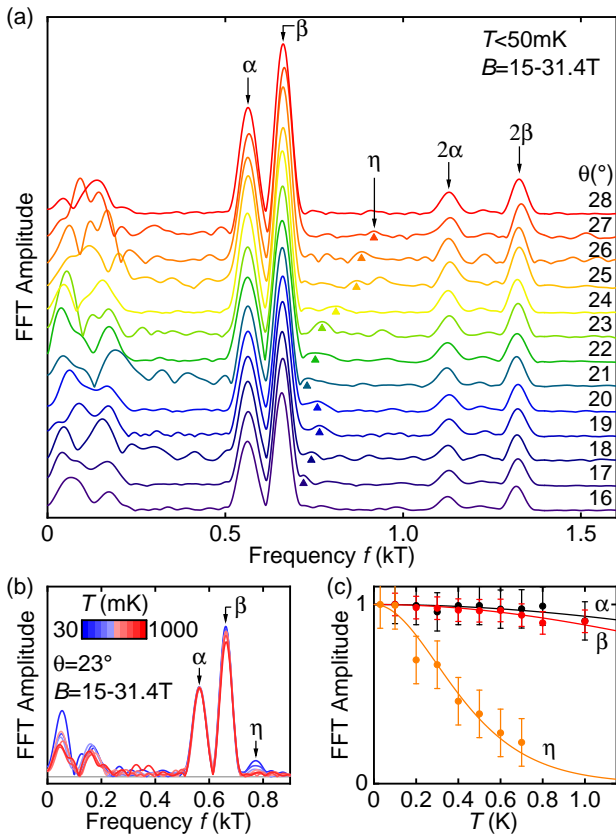 (a)
β
T<50mK
B=15-31.4T
α
2β
2α
η
θ(°)
28
27
26
25
24
23
22
21
20
19
18
17
16
FFT Amplitude
0 0.5 1.0 1.5
Frequency f (kT)
(b)
T (mK)
30 1000
β
θ=23°
B=15-31.4T
α
η
FFT Amplitude
0 0.2 0.4 0.6 0.8
Frequency f (kT)
(c)
1
α
β
η
FFT Amplitude
0
0 0.2 0.4 0.6 0.8 1.0
T (K)